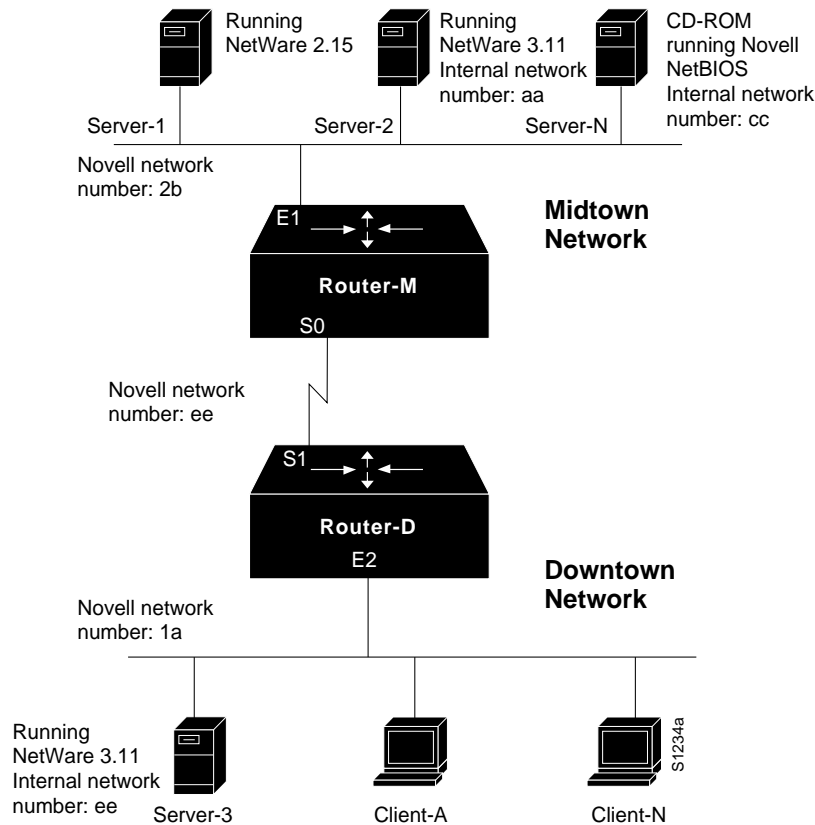 Running
NetWare 2.15
Running
NetWare 3.11
Internal network
number: aa
CD-ROM
running Novell
NetBIOS
Internal network
number: cc
Server-1
Server-2
Server-N
Novell network
number: 2b
E1
Midtown
Network
Router-M
S0
Novell network
number: ee
S1
Router-D
E2
Downtown
Network
Novell network
number: 1a
Running
NetWare 3.11
Internal network
number: ee
Server-3
Client-A
Client-N
S1234a